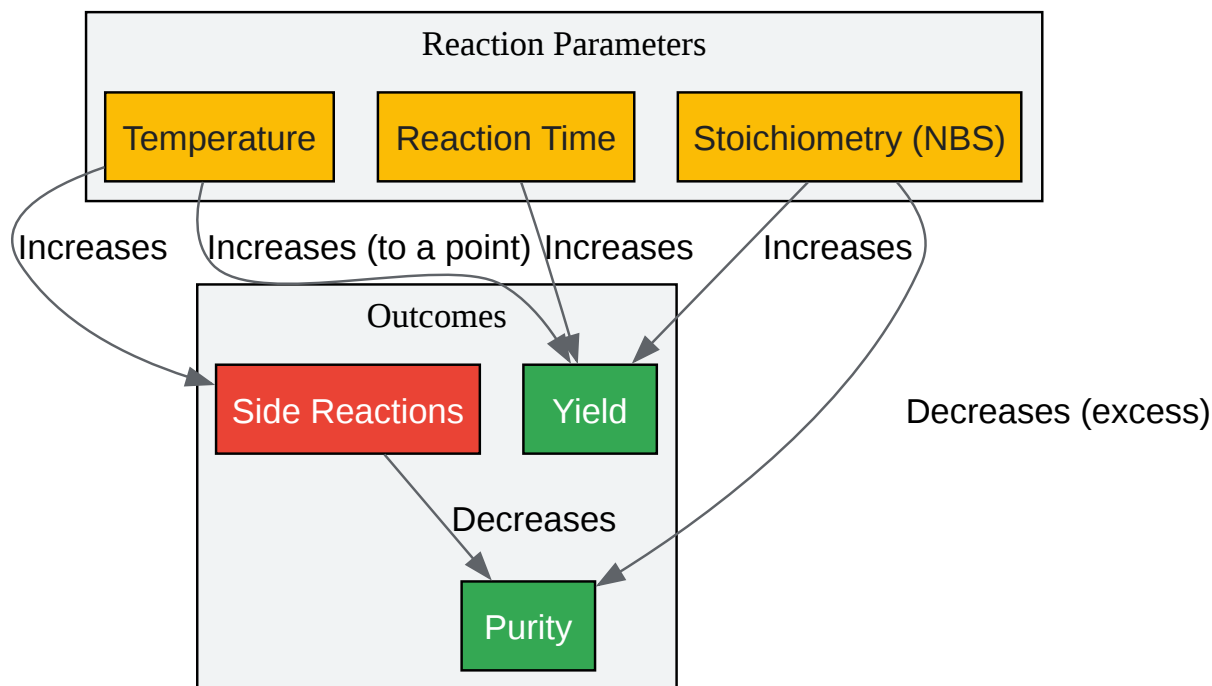 Reaction Parameters
Temperature
Reaction Time
Stoichiometry (NBS)
Increases
Increases (to a point)
Increases
Increases
Outcomes
Side Reactions
Yield
Decreases (excess)
Decreases
Purity